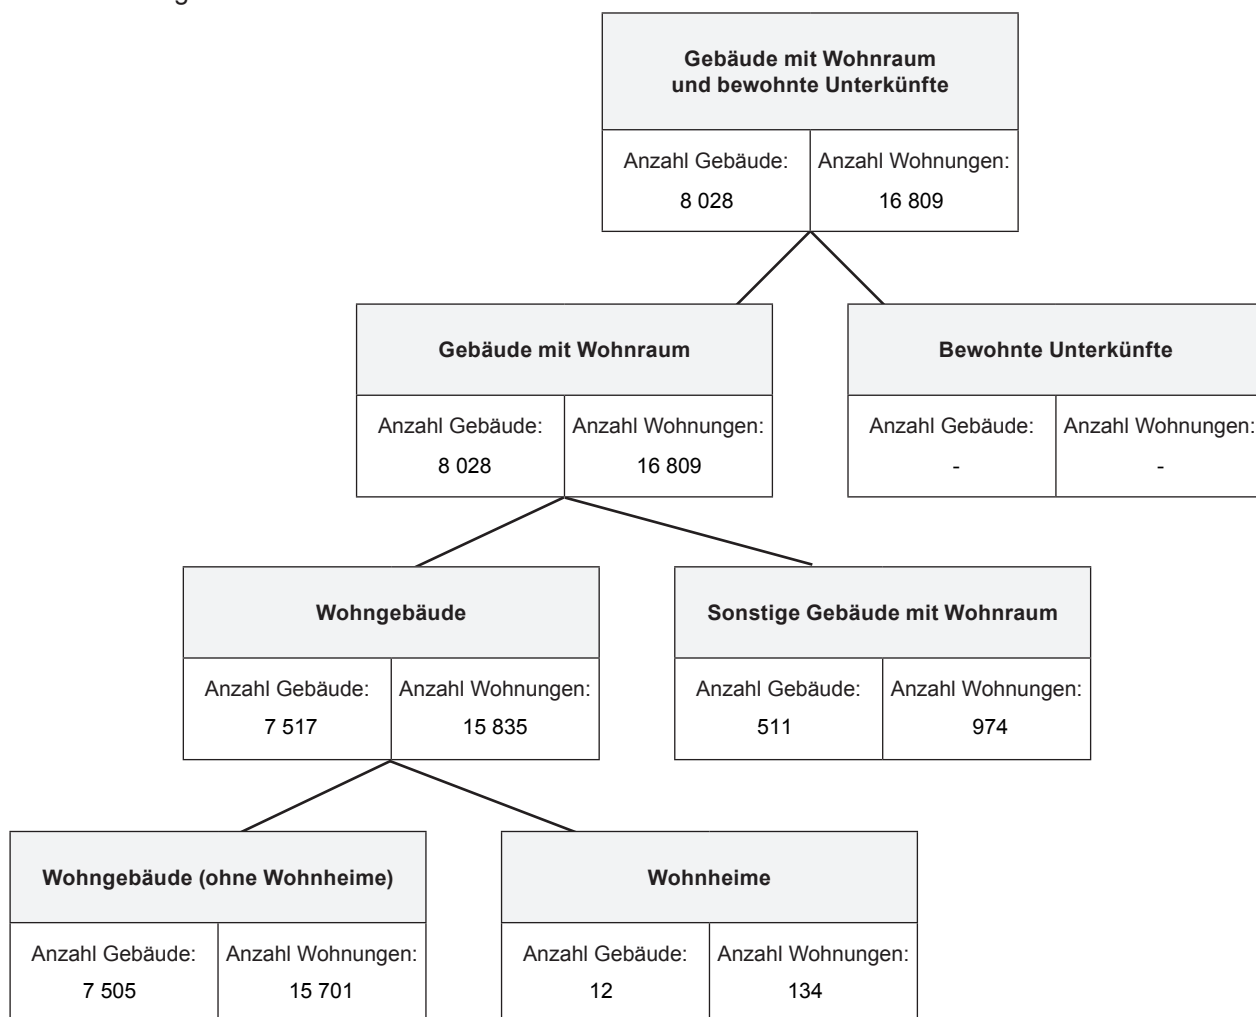 Gebäude mit Wohnraum
und bewohnte Unterkünfte
Anzahl Gebäude: Anzahl Wohnungen:
8 028 16 809
Gebäude mit Wohnraum Bewohnte Unterkünfte
Anzahl Gebäude: Anzahl Wohnungen: Anzahl Gebäude: Anzahl Wohnungen:
8 028 16 809 - -
Wohngebäude Sonstige Gebäude mit Wohnraum
Anzahl Gebäude: Anzahl Wohnungen: Anzahl Gebäude: Anzahl Wohnungen:
7 517 15 835 511 974
Wohngebäude (ohne Wohnheime) Wohnheime
Anzahl Gebäude: Anzahl Wohnungen: Anzahl Gebäude: Anzahl Wohnungen:
7 505 15 701 12 134